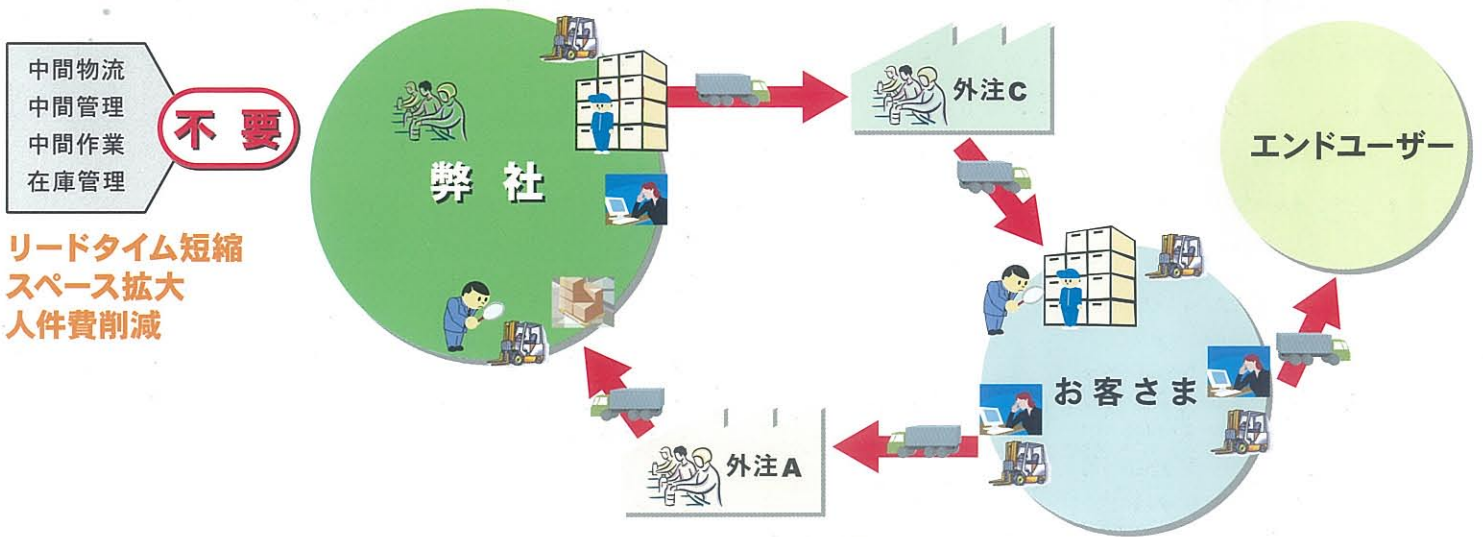 中間物流
中間管理
中間作業
在庫管理
不要
リードタイム短縮
スペース拡大
人件費削減
弊社
外注C
エンドユーザー
お客さま
外注A